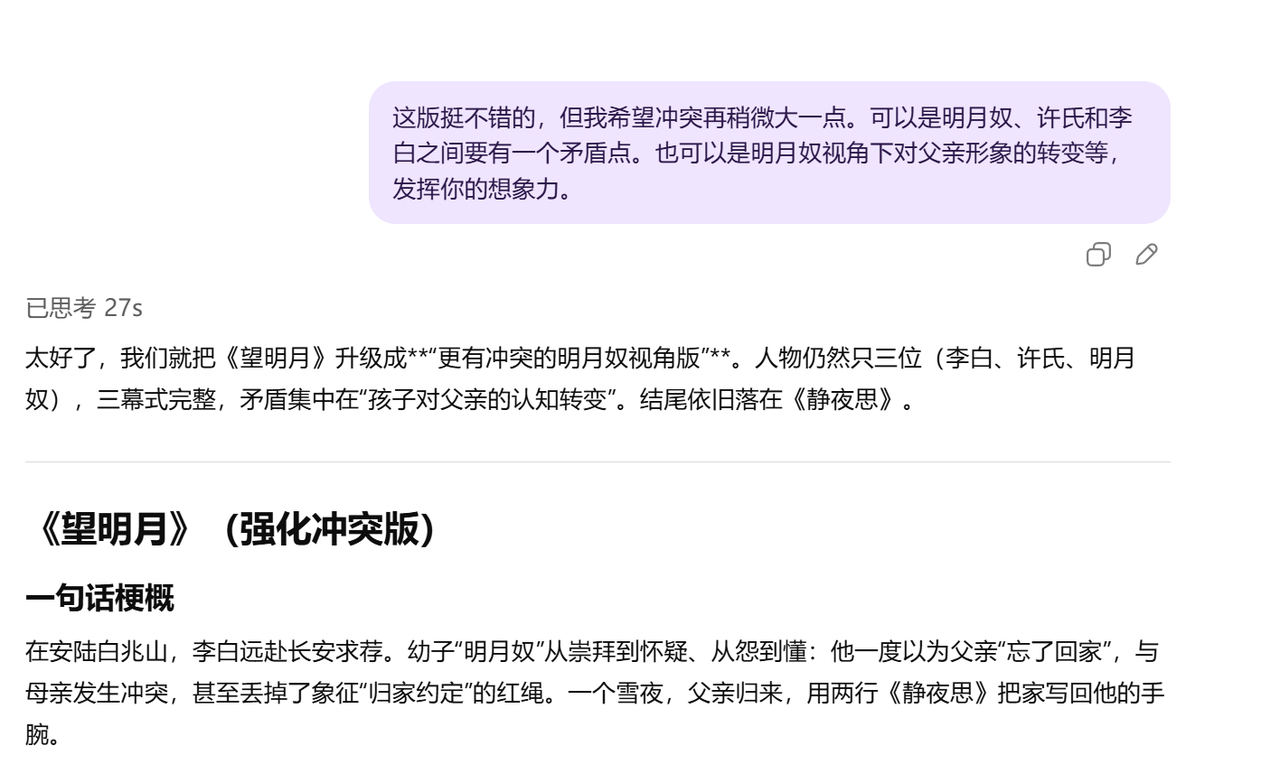 这版挺不错的，但我希望冲突再稍微大一点。可以是明月奴、许氏和李
白之间要有一个矛盾点。也可以是明月奴视角下对父亲形象的转变等，
发挥你的想象力。
已思考 27s
太好了，我们就把《望明月》升级成**“更有冲突的明月奴视角版”**。人物仍然只三位（李白、许氏、明月
奴），三幕式完整，矛盾集中在“孩子对父亲的认知转变”。结尾依旧落在《静夜思》。
《望明月》（强化冲突版）
一句话梗概
在安陆白兆山，李白远赴长安求荐。幼子“明月奴”从崇拜到怀疑、从怨到懂：他一度以为父亲“忘了回家”，与
母亲发生冲突，甚至丢掉了象征“归家约定”的红绳。一个雪夜，父亲归来，用两行《静夜思》把家写回他的手
腕。